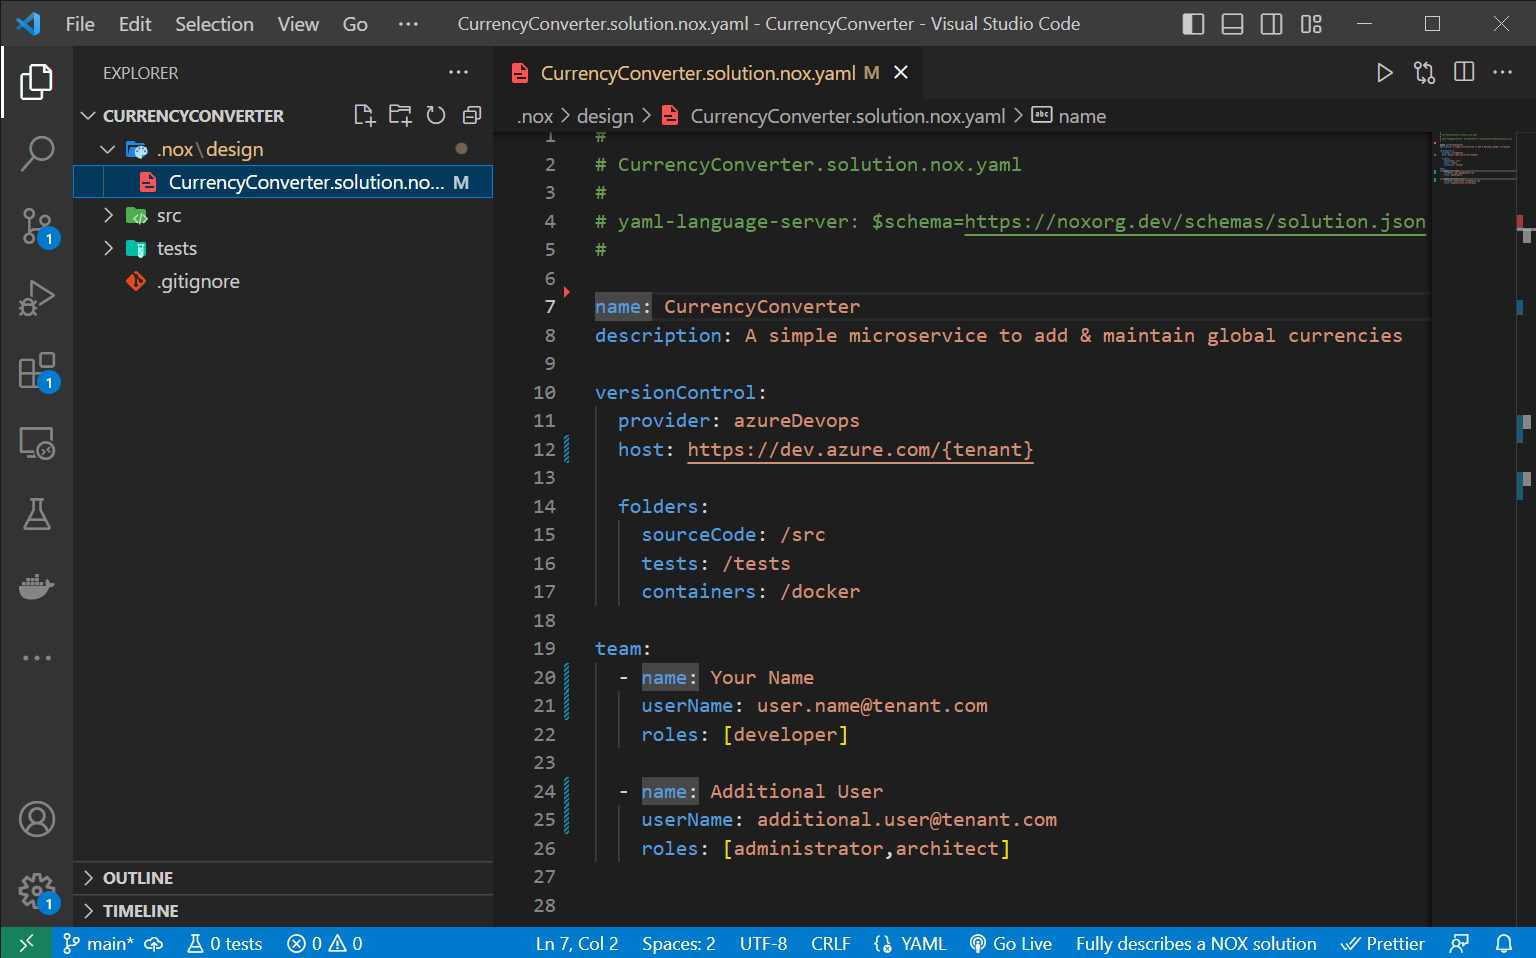 File Edit Selection View Go ··· CurrencyConverter.solution.nox.yaml - CurrencyConverter - Visual Studio Code
EXPLORER
CURRENCYCONVERTER
.nox\design
CurrencyConverter.solution.no... M
src
tests
.gitignore
OUTLINE
TIMELINE
1
1
1
CurrencyConverter.solution.nox.yaml M
.nox > design > CurrencyConverter.solution.nox.yaml > abc name
1 #
2 # CurrencyConverter.solution.nox.yaml
3 #
4 # yaml-language-server: $schema=https://noxorg.dev/schemas/solution.json
5 #
6
7 name: CurrencyConverter
8 description: A simple microservice to add & maintain global currencies
9
10 versionControl:
11   provider: azureDevops
12   host: https://dev.azure.com/{tenant}
13
14   folders:
15     sourceCode: /src
16     tests: /tests
17     containers: /docker
18
19 team:
20   - name: Your Name
21     userName: user.name@tenant.com
22     roles: [developer]
23
24   - name: Additional User
25     userName: additional.user@tenant.com
26     roles: [administrator,architect]
27
28
main* 0 tests 0 0 Ln 7, Col 2 Spaces: 2 UTF-8 CRLF YAML Go Live Fully describes a NOX solution Prettier